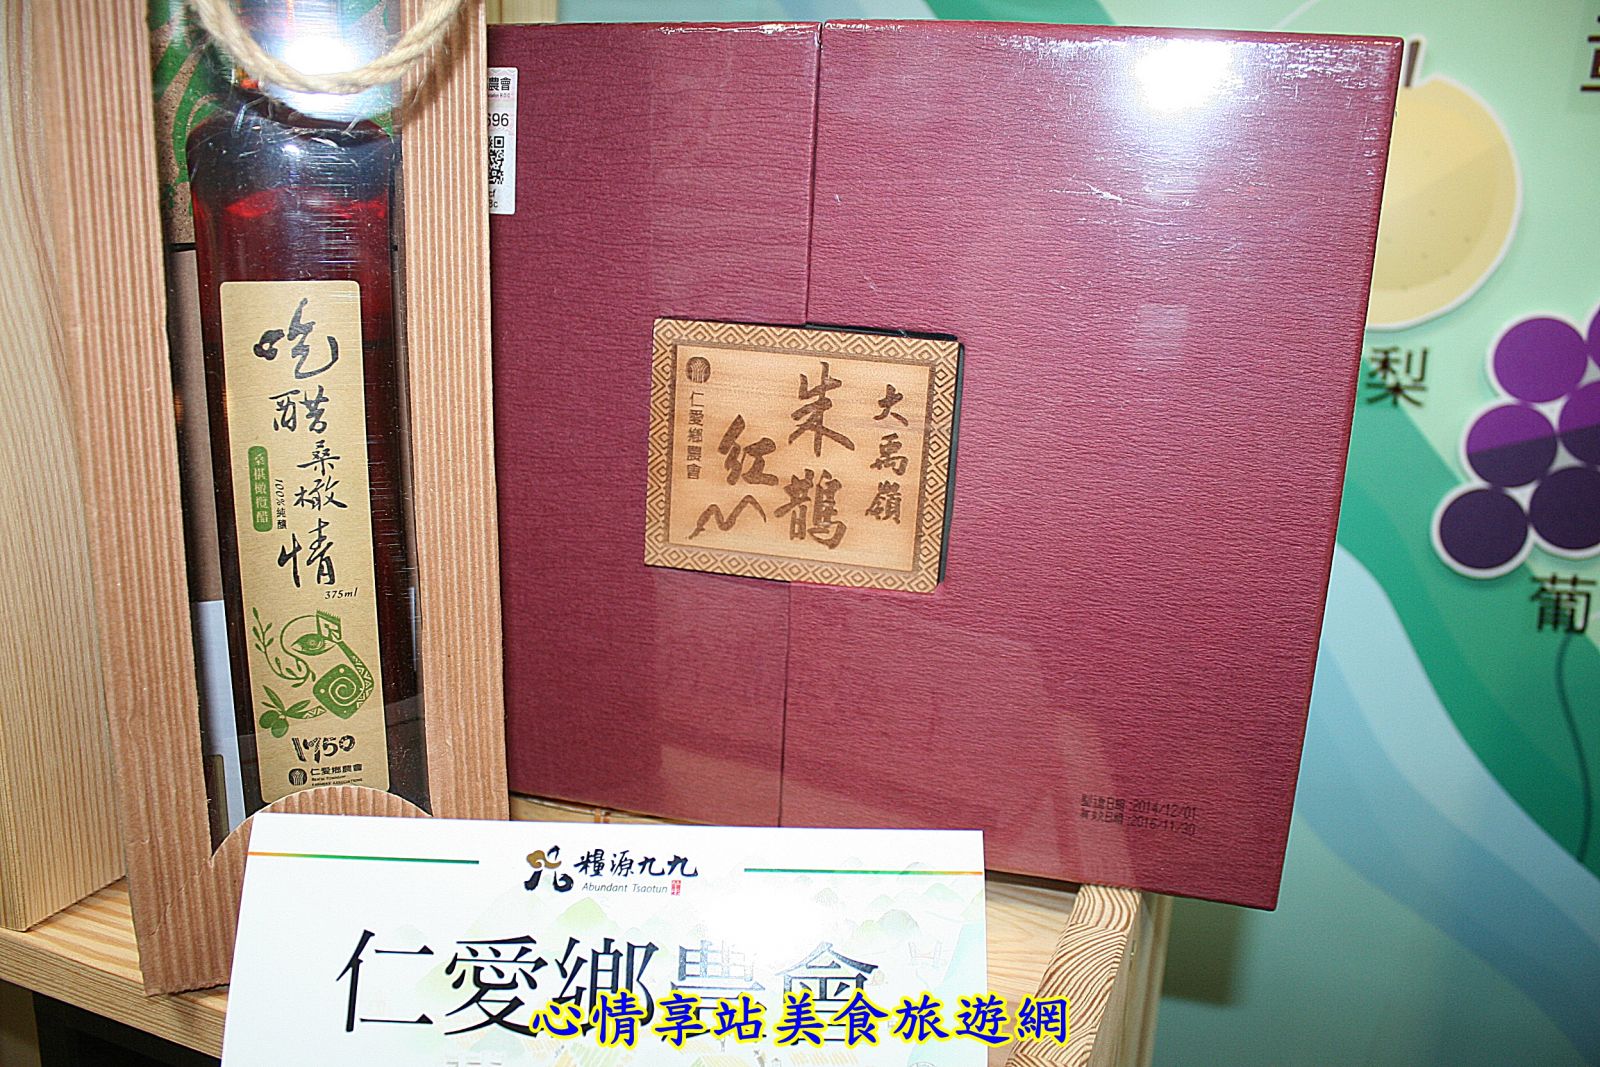 農會
696
吃醋桑橄情
桑椹橄欖醋
100%純釀
375ml
1750
仁愛鄉農會
大禹嶺
朱鵲
紅
仁愛鄉農會
製造日期:2014/12/01
有效日期:2016/11/30
梨
葡
糧源九九
Abundant Tsaotun
仁愛鄉農會
心情享站美食旅遊網